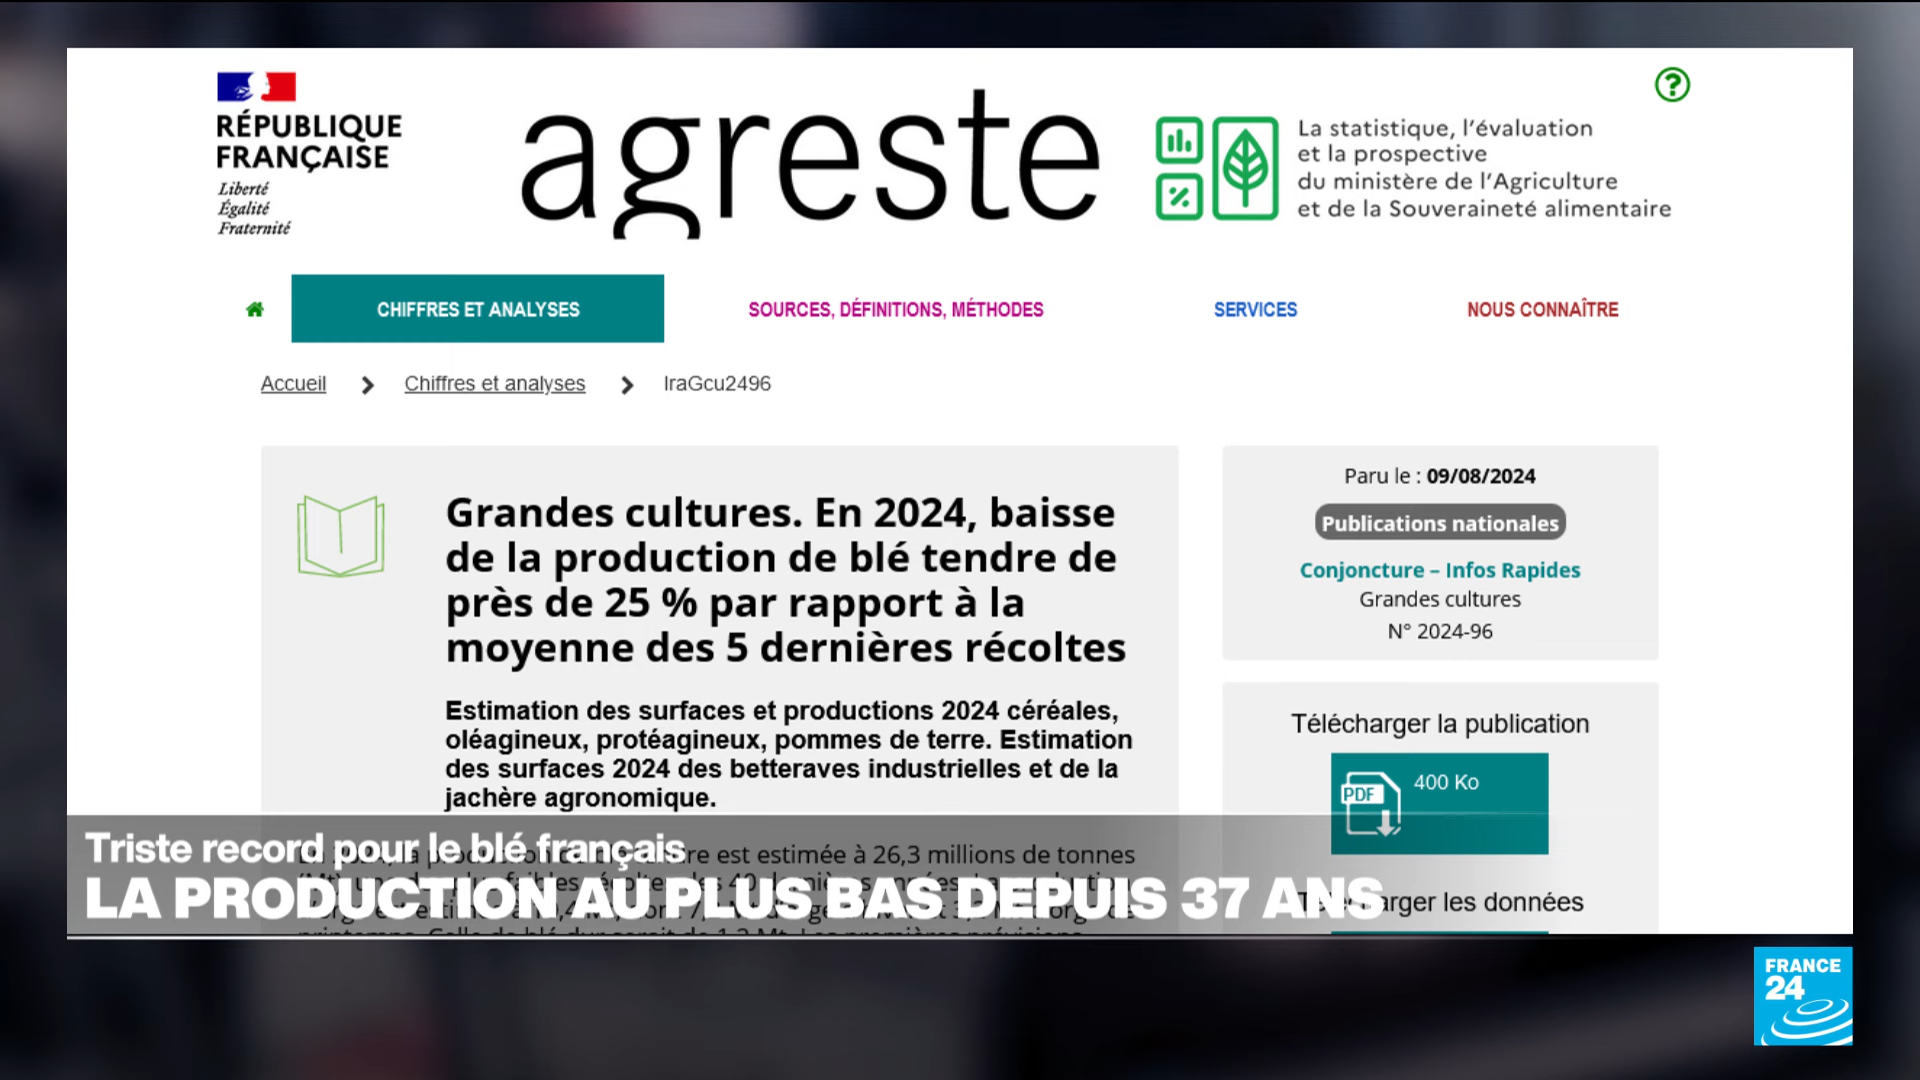 RÉPUBLIQUE
FRANÇAISE
Liberté
Égalité
Fraternité
agreste
La statistique, l'évaluation
et la prospective
du ministère de l'Agriculture
et de la Souveraineté alimentaire
?
CHIFFRES ET ANALYSES
SOURCES, DÉFINITIONS, MÉTHODES
SERVICES
NOUS CONNAÎTRE
Accueil
Chiffres et analyses
IraGcu2496
Grandes cultures. En 2024, baisse
de la production de blé tendre de
près de 25 % par rapport à la
moyenne des 5 dernières récoltes
Estimation des surfaces et productions 2024 céréales,
oléagineux, protéagineux, pommes de terre. Estimation
des surfaces 2024 des betteraves industrielles et de la
jachère agronomique.
est estimée à 26,3 millions de tonnes
Paru le : 09/08/2024
Publications nationales
Conjoncture – Infos Rapides
Grandes cultures
N° 2024-96
Télécharger la publication
PDF
400 Ko
les données
Triste record pour le blé français
LA PRODUCTION AU PLUS BAS DEPUIS 37 ANS
FRANCE
24